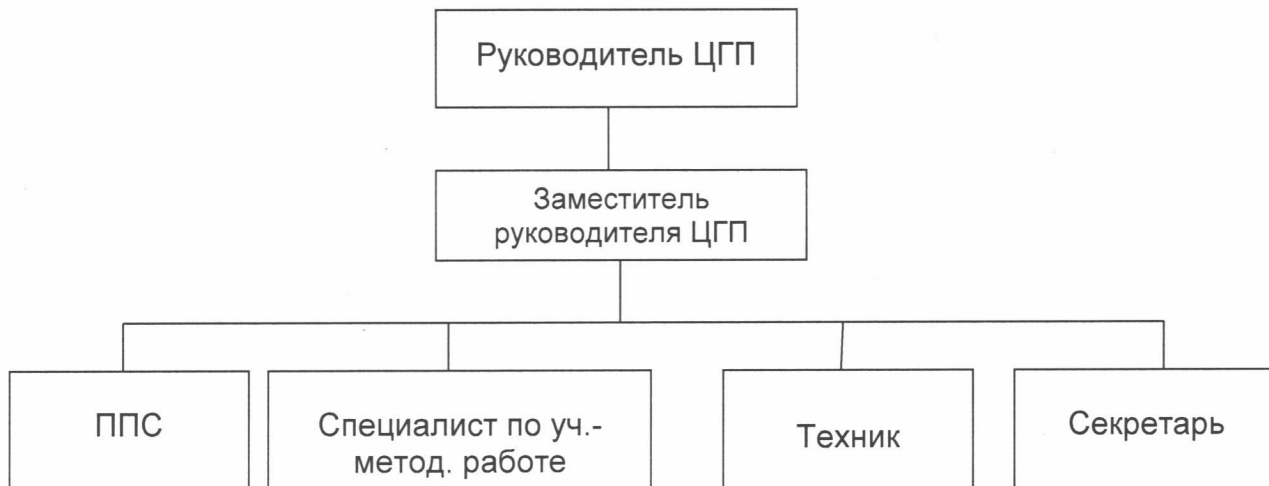 Руководитель ЦГП
Заместитель
руководителя ЦГП
ППС
Специалист по уч.-
метод. работе
Техник
Секретарь